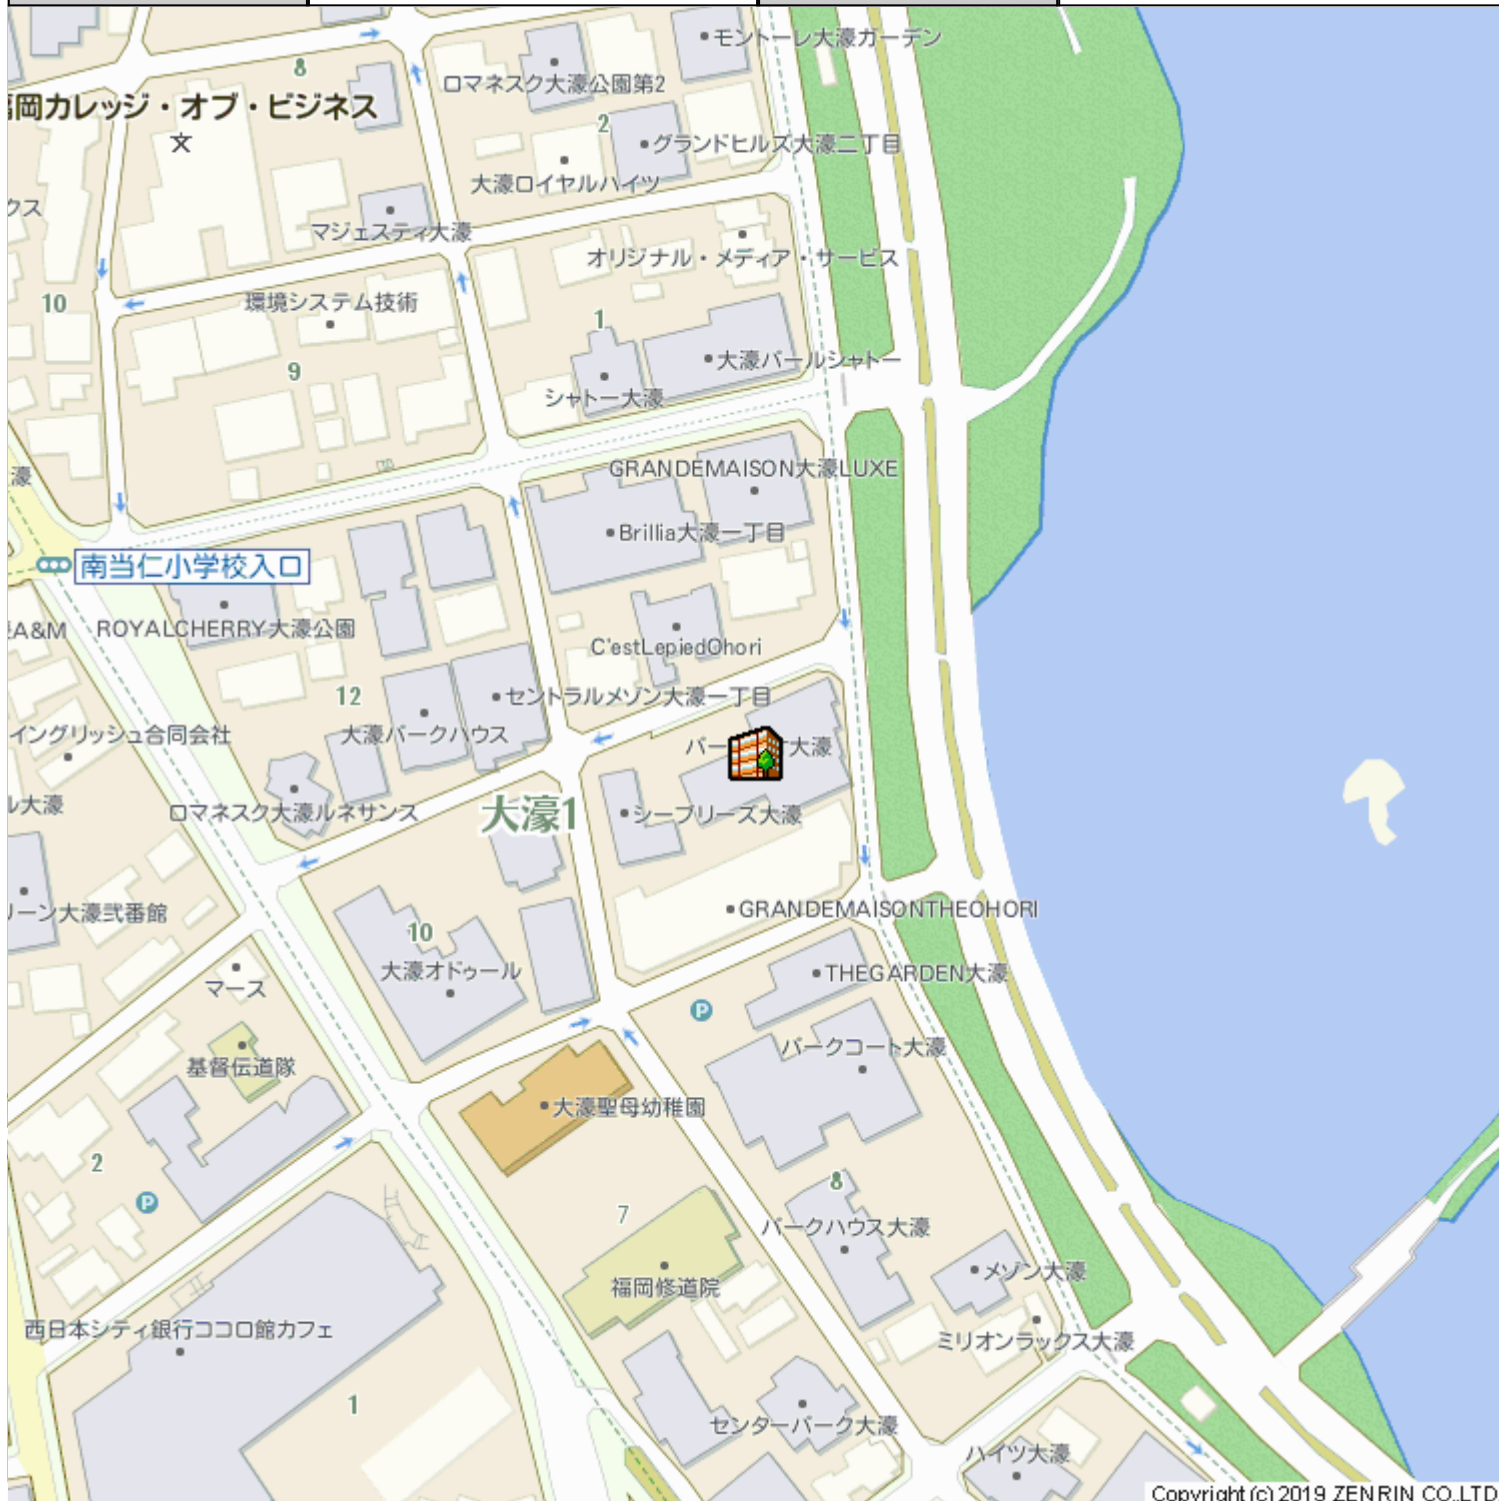 モントーレ大濠ガーデン
8
ロマネスク大濠公園第2
岡カレッジ・オブ・ビジネス
2
グランドヒルズ大濠二丁目
大濠ロイヤルハイツ
クス
マジェスティ大濠
オリジナル・メディア・サービス
10
環境システム技術
1
大濠パールシャトー
9
シャトー大濠
GRANDEMAISON大濠LUXE
濠
Brillia大濠一丁目
南当仁小学校入口
A&M
ROYALCHERRY大濠公園
C'estLepiedOhori
12
セントラルメゾン大濠一丁目
イングリッシュ合同会社
大濠パークハウス
パー
大濠
ル大濠
ロマネスク大濠ルネサンス
大濠1
シーブリーズ大濠
リーン大濠弐番館
GRANDEMAISONTHEOHORI
10
大濠オドゥール
THEGARDEN大濠
マース
P
パークコート大濠
基督伝道隊
大濠聖母幼稚園
2
8
P
7
パークハウス大濠
福岡修道院
メゾン大濠
西日本シティ銀行ココロ館カフェ
ミリオンラックス大濠
1
センターパーク大濠
ハイツ大濠
Copyright (c) 2019 ZENRIN CO.,LTD